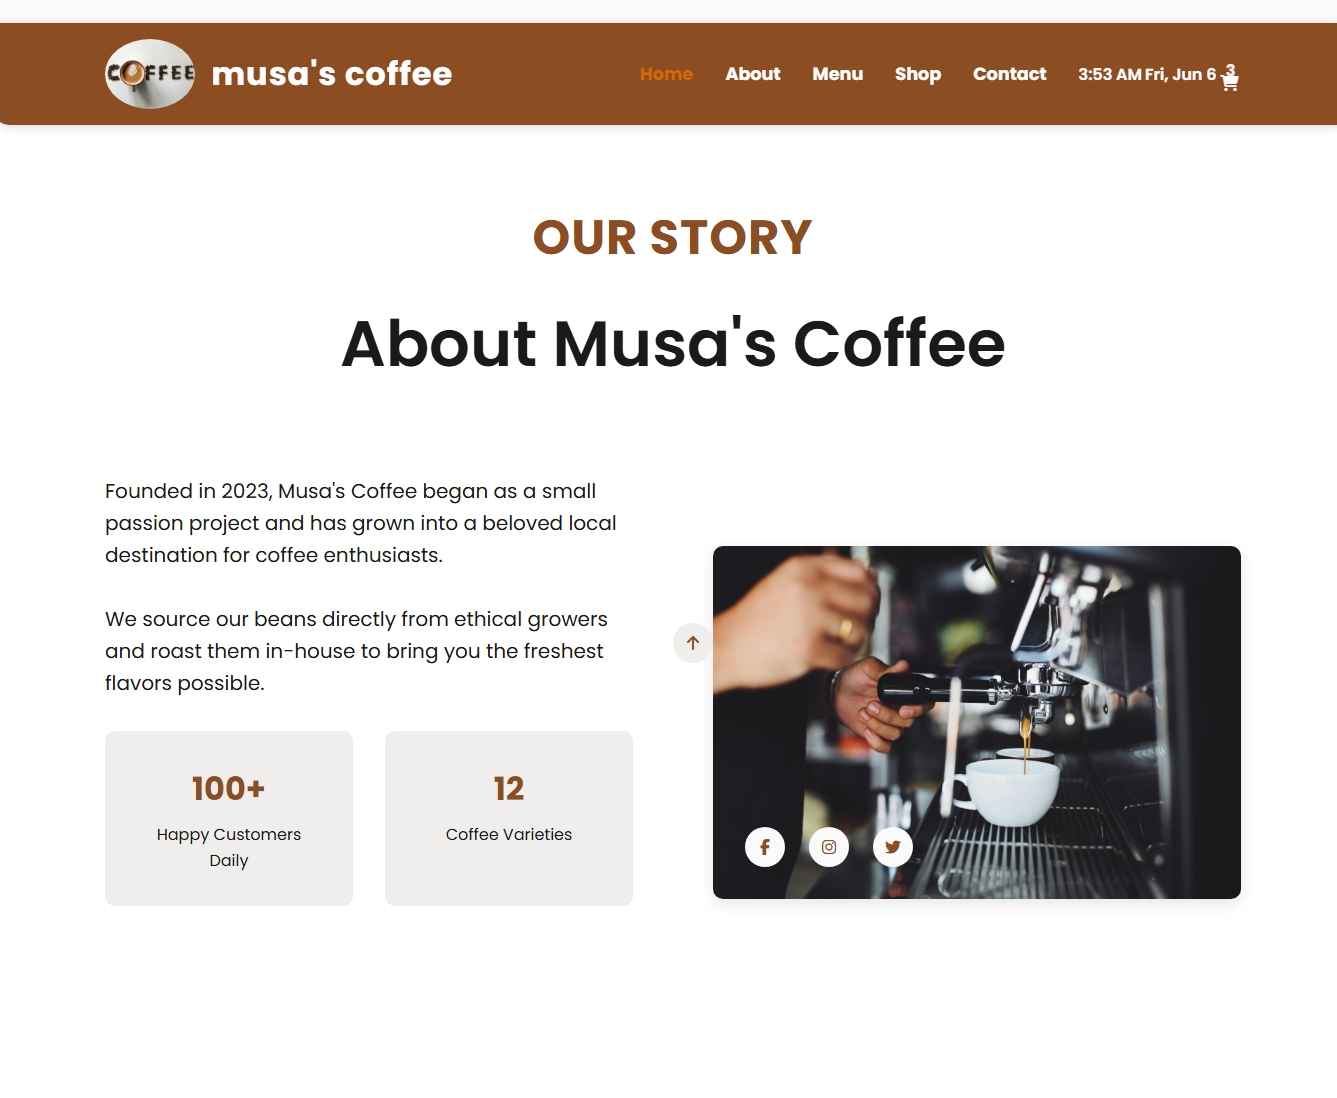 COFFEE
musa's coffee
Home
About
Menu
Shop
Contact
3:53 AM Fri, Jun 6
3
OUR STORY
About Musa's Coffee
Founded in 2023, Musa's Coffee began as a small
passion project and has grown into a beloved local
destination for coffee enthusiasts.
We source our beans directly from ethical growers
and roast them in-house to bring you the freshest
flavors possible.
100+
Happy Customers
Daily
12
Coffee Varieties